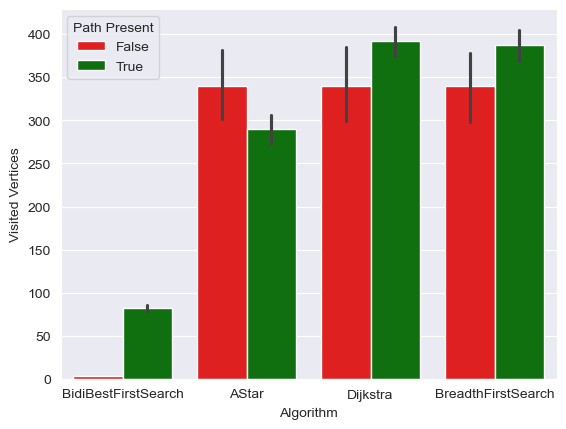 Path Present
False
True
400
350
300
250
200
150
100
50
0
Visited Vertices
BidiBestFirstSearch AStar Dijkstra BreadthFirstSearch
Algorithm